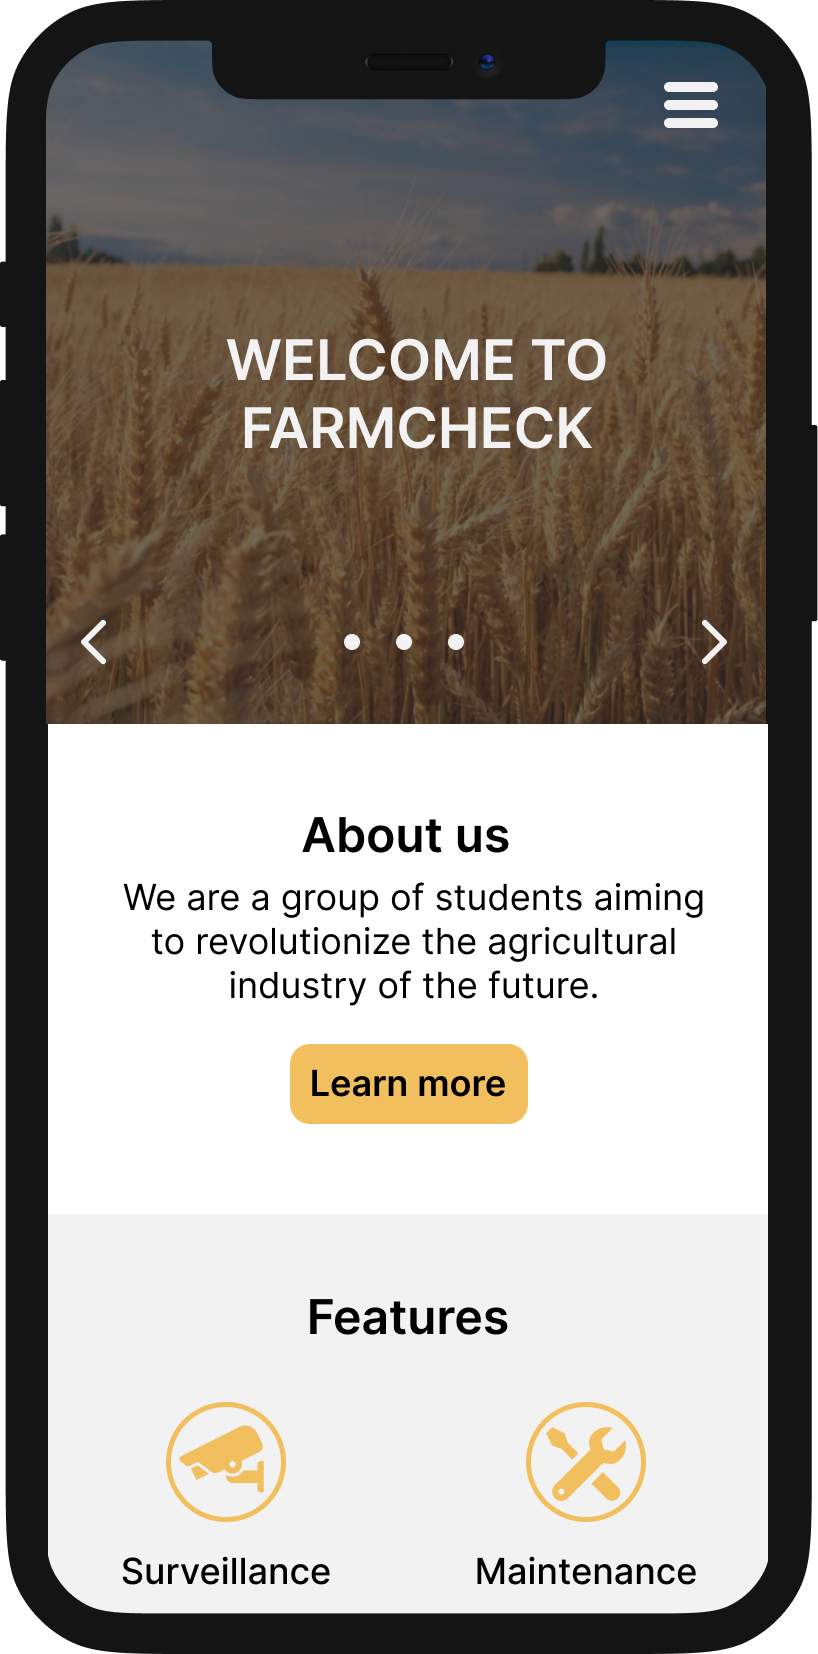 WELCOME TO
FARMCHECK
About us
We are a group of students aiming
to revolutionize the agricultural
industry of the future.
Learn more
Features
Surveillance
Maintenance